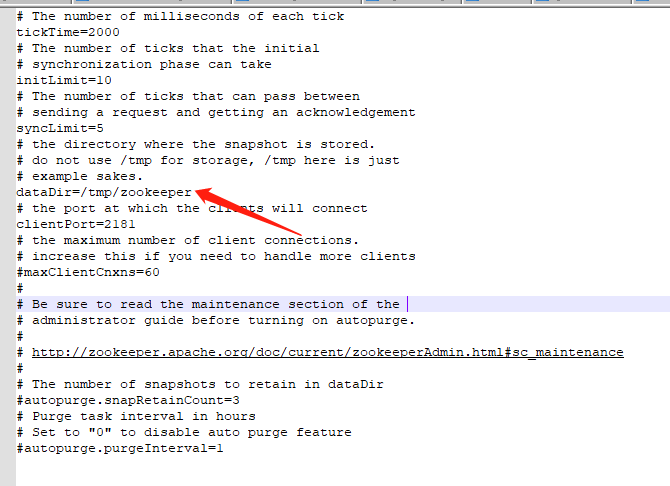 # The number of milliseconds of each tick
tickTime=2000
# The number of ticks that the initial
# synchronization phase can take
initLimit=10
# The number of ticks that can pass between
# sending a request and getting an acknowledgement
syncLimit=5
# the directory where the snapshot is stored.
# do not use /tmp for storage, /tmp here is just
# example sakes.
dataDir=/tmp/zookeeper
# the port at which the clients will connect
clientPort=2181
# the maximum number of client connections.
# increase this if you need to handle more clients
#maxClientCnxns=60
#
# Be sure to read the maintenance section of the
# administrator guide before turning on autopurge.
#
# http://zookeeper.apache.org/doc/current/zookeeperAdmin.html#sc_maintenance
#
# The number of snapshots to retain in dataDir
#autopurge.snapRetainCount=3
# Purge task interval in hours
# Set to "0" to disable auto purge feature
#autopurge.purgeInterval=1